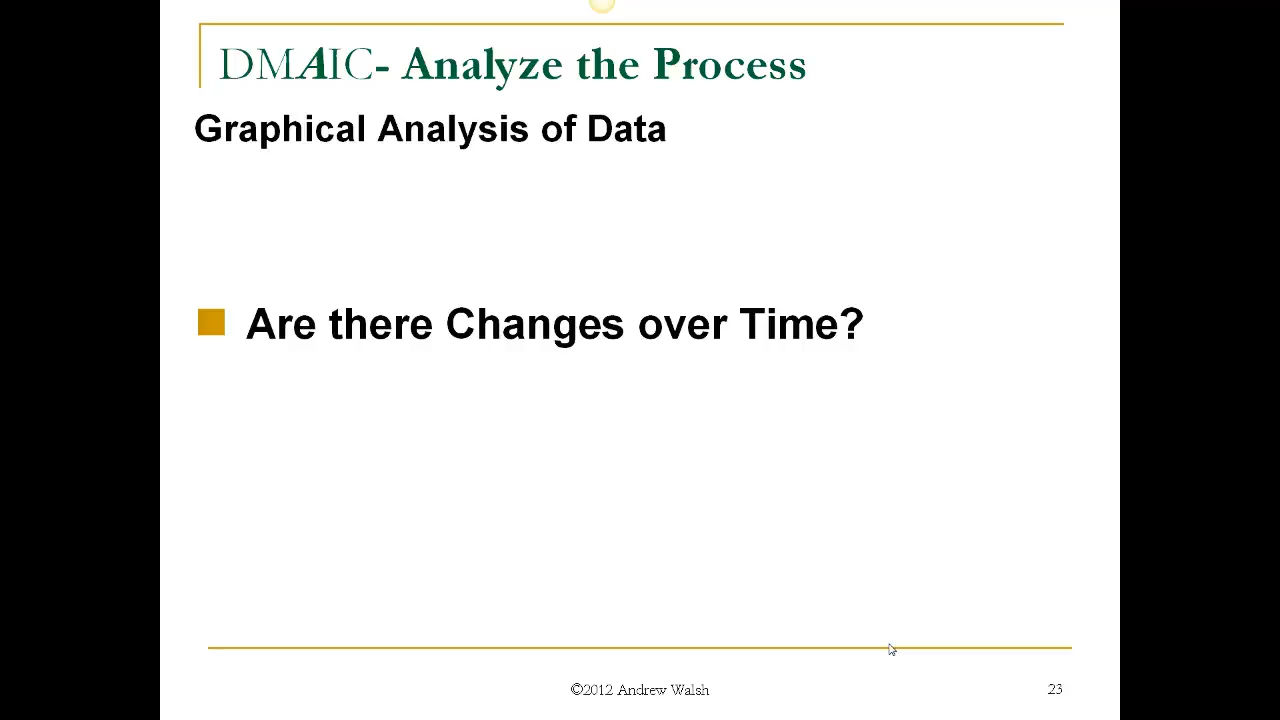 DMAIC- Analyze the Process
Graphical Analysis of Data
Are there Changes over Time?
©2012 Andrew Walsh
23